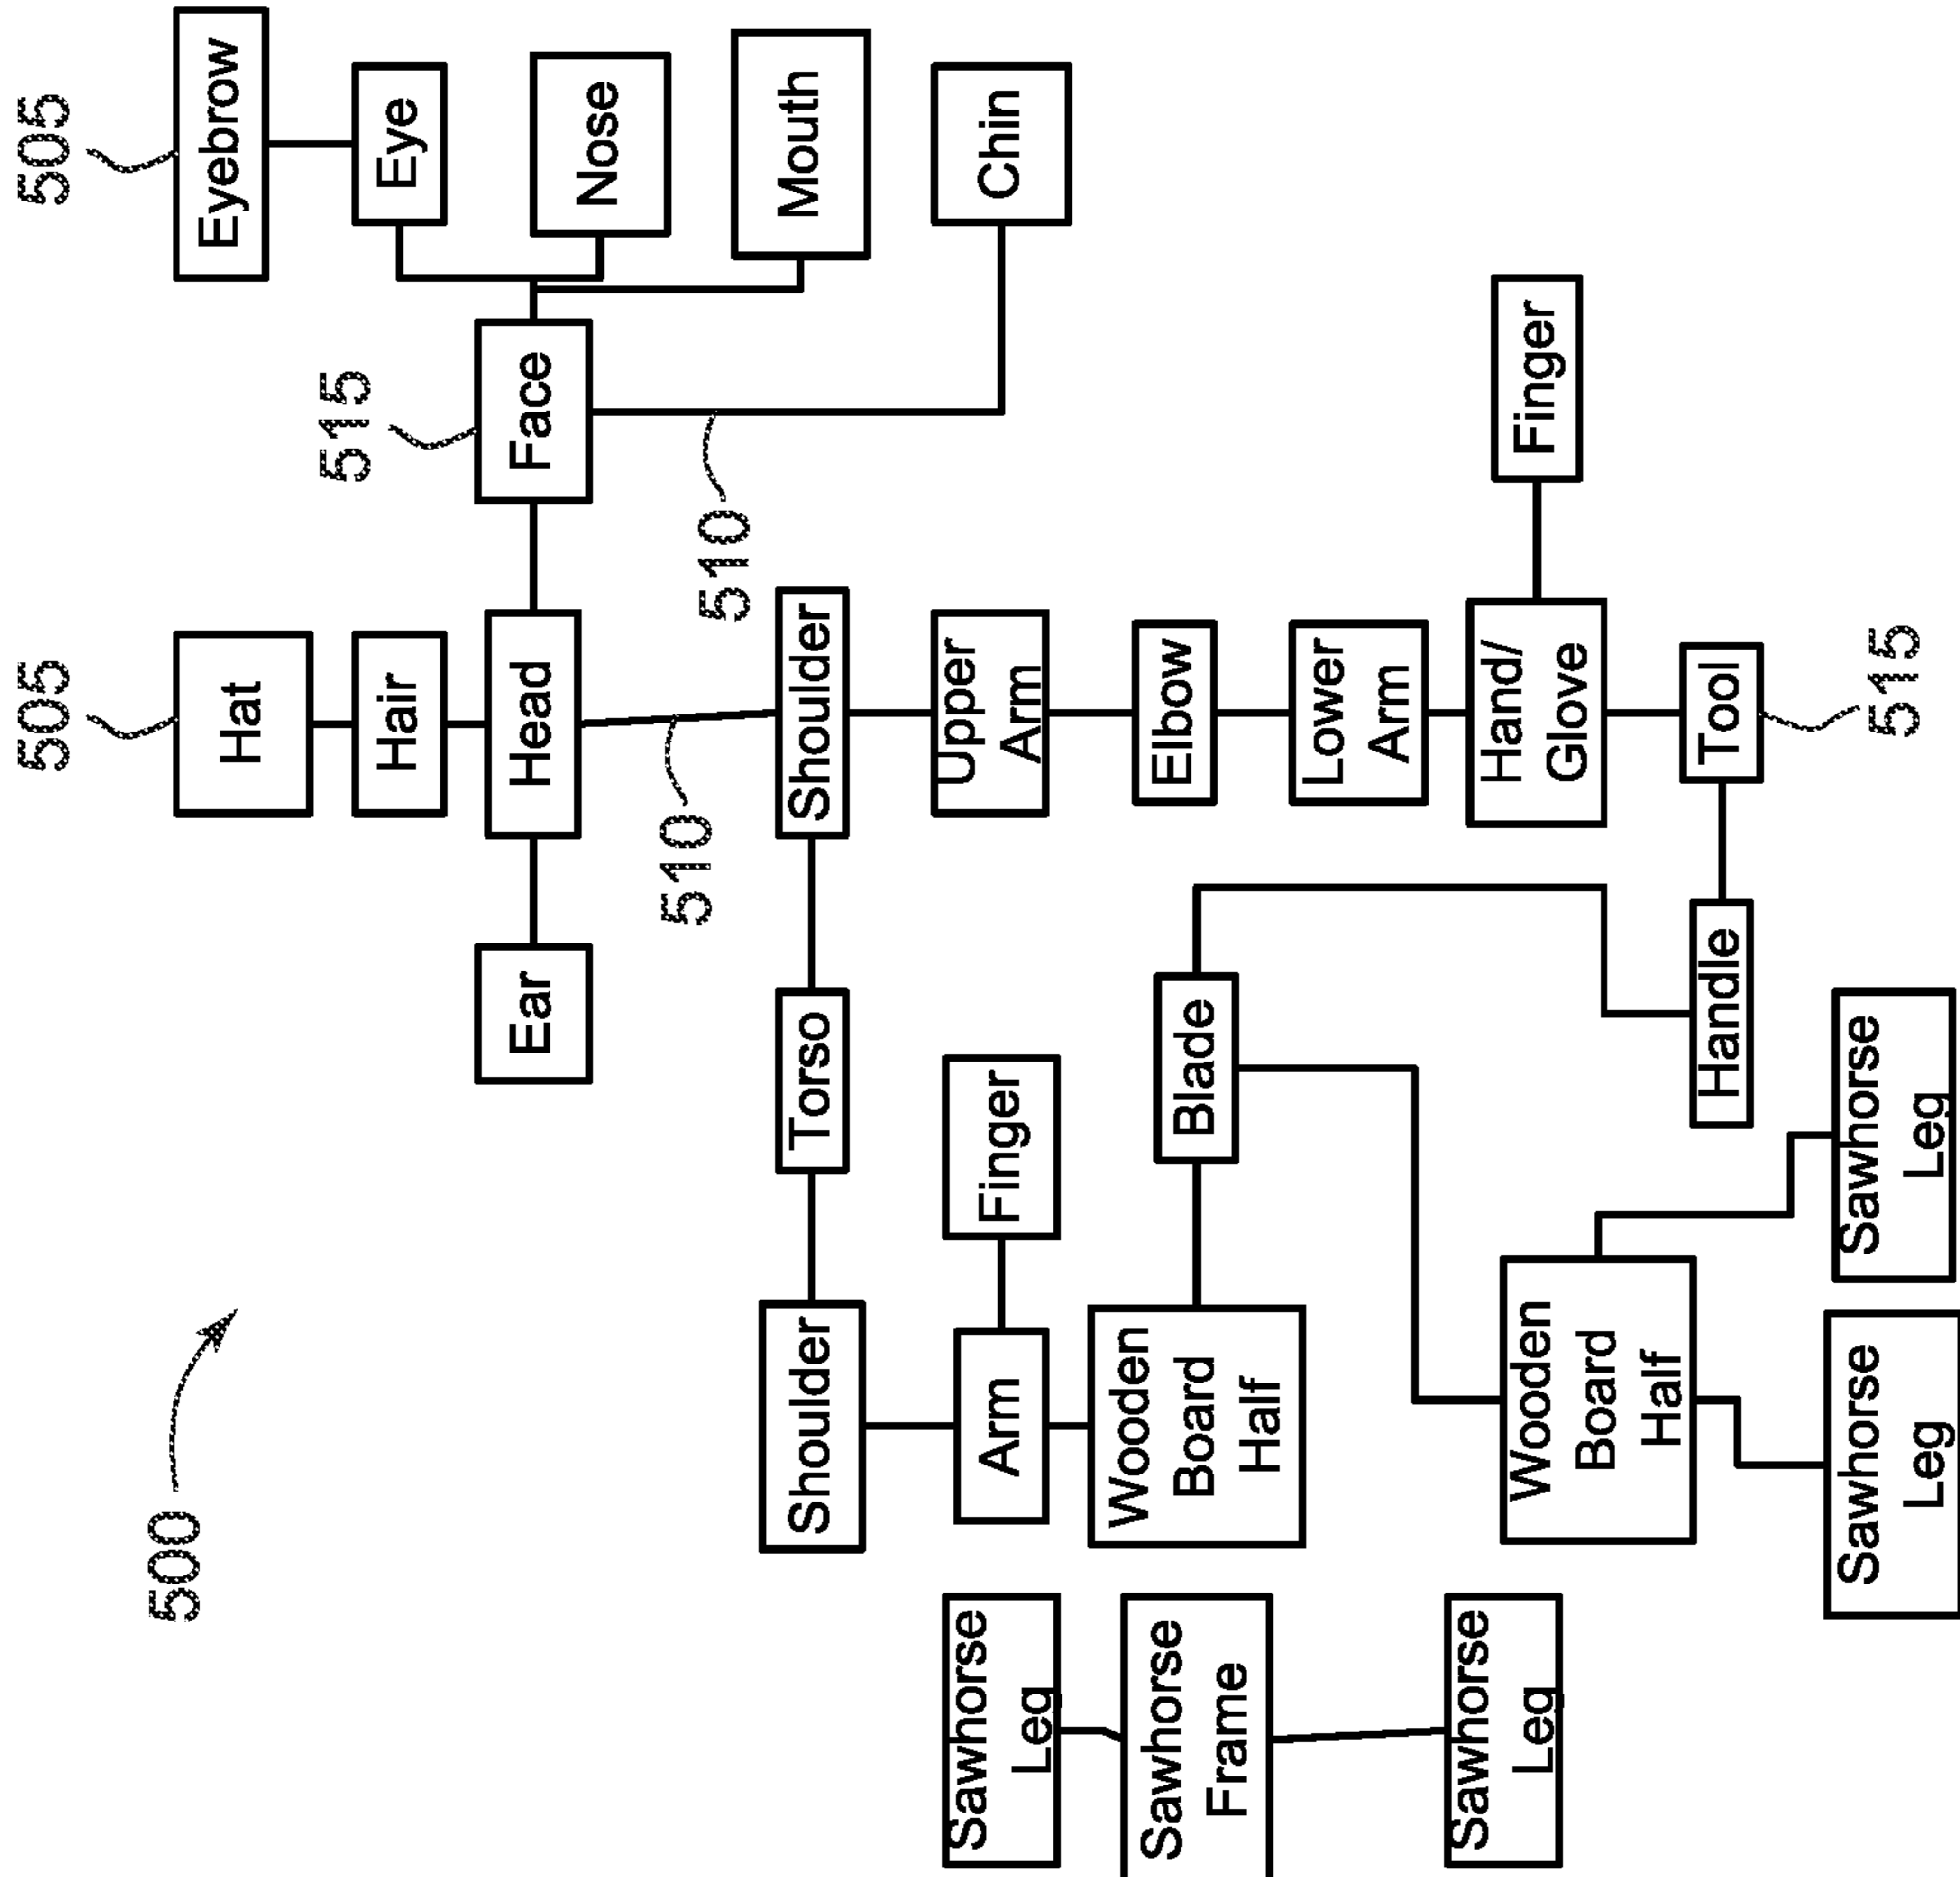 500
505
505
Hat
Eyebrow
Hair
Eye
Ear
Head
515
Face
Nose
Mouth
Chin
510
510
Shoulder
Torso
Shoulder
Arm
Finger
Upper
Arm
Elbow
Lower
Arm
Hand/
Glove
Finger
Tool
515
Handle
Blade
Wooden
Board
Half
Wooden
Board
Half
Sawhorse
Leg
Sawhorse
Frame
Sawhorse
Leg
Sawhorse
Leg
Sawhorse
Leg